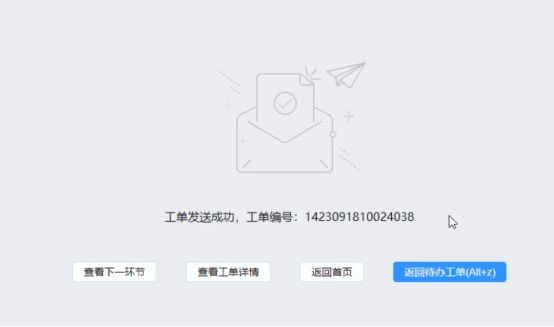 工单发送成功，工单编号：1423091810024038
查看下一环节 查看工单详情 返回首页 返回待办工单(Alt+z)